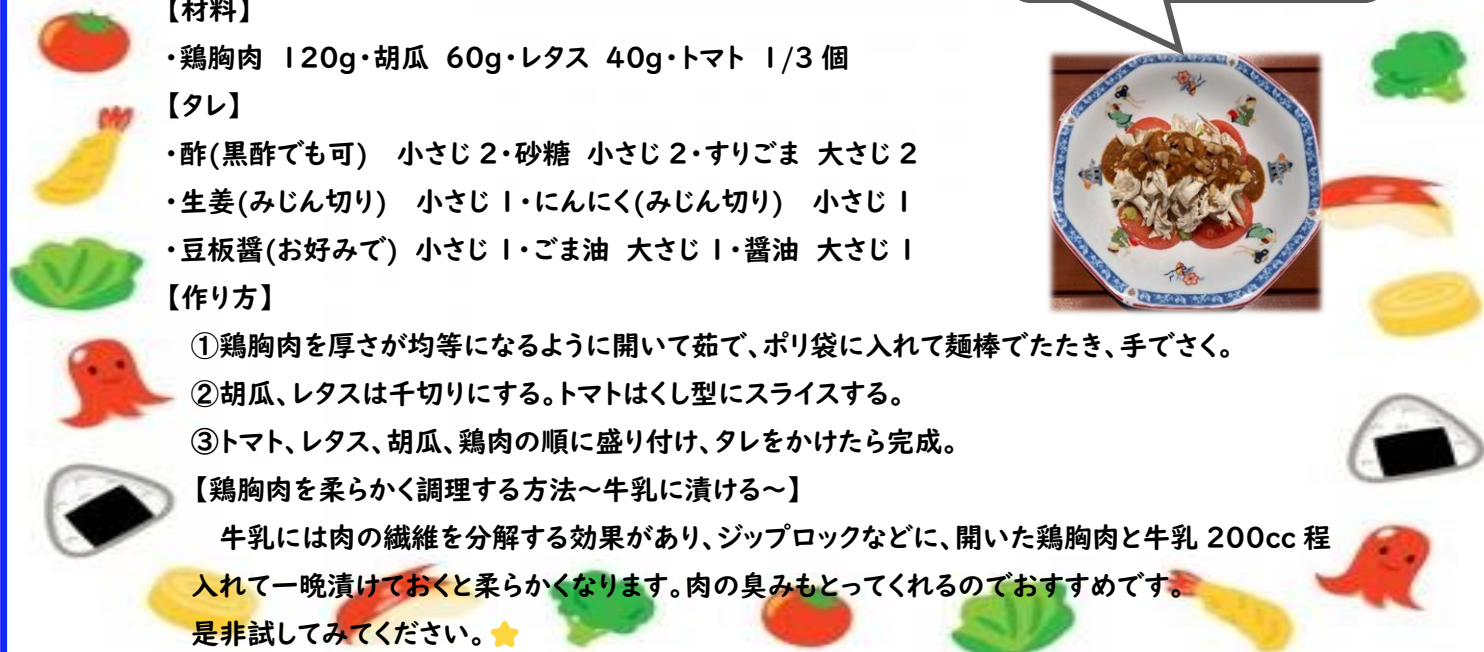 【材料】
・鶏胸肉 120g・胡瓜 60g・レタス 40g・トマト 1/3個
【タレ】
・酢(黒酢でも可) 小さじ2・砂糖 小さじ2・すりごま 大さじ2
・生姜(みじん切り) 小さじ1・にんにく(みじん切り) 小さじ1
・豆板醤(お好みで) 小さじ1・ごま油 大さじ1・醤油 大さじ1
【作り方】
①鶏胸肉を厚さが均等になるように開いて茹で、ポリ袋に入れて麺棒でたたき、手でさく。
②胡瓜、レタスは千切りにする。トマトはくし型にスライスする。
③トマト、レタス、胡瓜、鶏肉の順に盛り付け、タレをかけたら完成。
【鶏胸肉を柔らかく調理する方法～牛乳に漬ける～】
牛乳には肉の繊維を分解する効果があり、ジップロックなどに、開いた鶏胸肉と牛乳 200cc 程
入れて一晩漬けておくと柔らかくなります。肉の臭みもとってくれるのでおすすめです。
是非試してみてください。